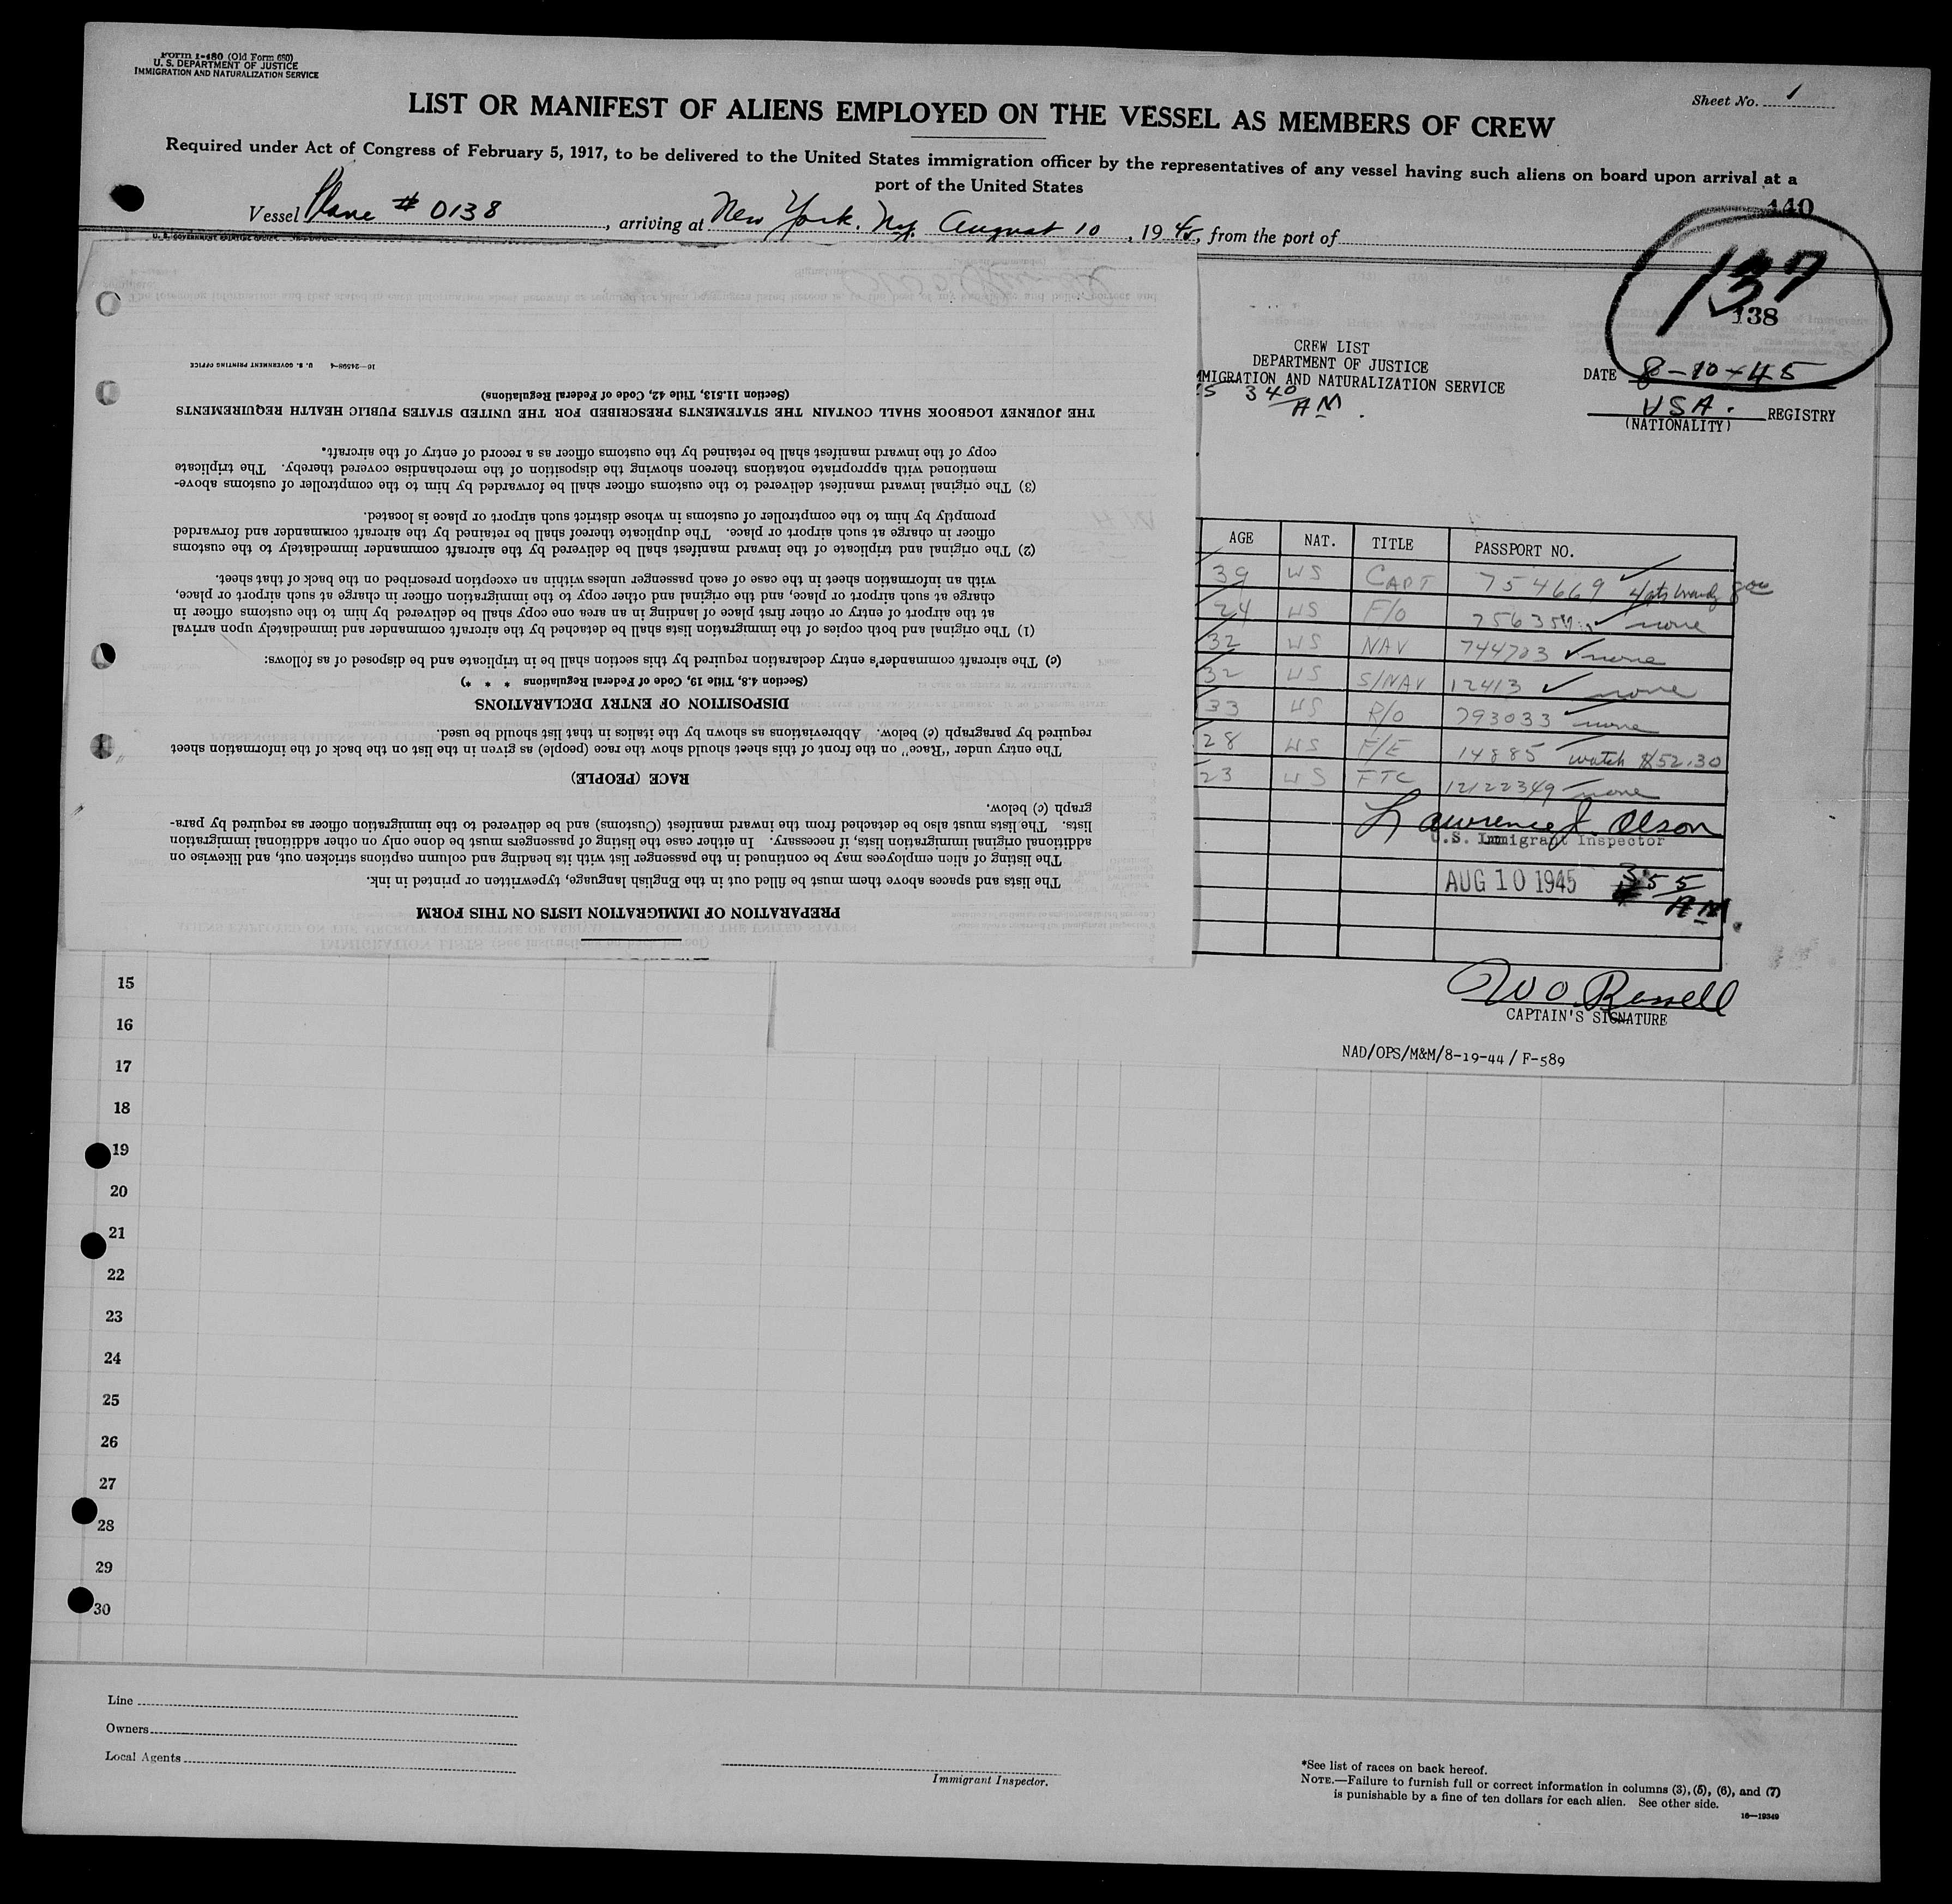 Form I-480 (Old Form 680)
U. S. DEPARTMENT OF JUSTICE
IMMIGRATION AND NATURALIZATION SERVICE
Sheet No. 1
LIST OR MANIFEST OF ALIENS EMPLOYED ON THE VESSEL AS MEMBERS OF CREW
Required under Act of Congress of February 5, 1917, to be delivered to the United States immigration officer by the representatives of any vessel having such aliens on board upon arrival at a
port of the United States
140
Vessel Plane # 0138, arriving at New York, N.Y. August 10, 1945, from the port of
137
138
CREW LIST
DEPARTMENT OF JUSTICE
MMIGRATION AND NATURALIZATION SERVICE
DATE 8-10-45
5 340 AM.
USA. REGISTRY
(NATIONALITY)
AGE NAT. TITLE PASSPORT NO.
39 US CAPT 754669 4 qts brandy
24 US F/O none
32 US NAV 744703 none
32 US S/NAV 12413 none
33 US R/O 793033 none
28 US F/E 14885 watch $52.30
23 US FTC 12122349 none
Lawrence J. Olson
U.S. Immigrant Inspector
AUG 10 1945 355 AM.
W O Russell
CAPTAIN'S SIGNATURE
NAD/OPS/M&M/8-19-44/ F-589
PREPARATION OF IMMIGRATION LISTS ON THIS FORM
The lists and spaces above them must be filled out in the English language, typewritten or printed in ink.
The listing of alien employees may be continued in the passenger list with its heading and column captions stricken out, and likewise on
additional original immigration lists, if necessary. In either case the listing of passengers must be done only on other additional immigration
lists. The lists must also be detached from the inward manifest (Customs) and be delivered to the immigration officer as required by para-
graph (c) below.
RACE (PEOPLE)
The entry under "Race" on the front of this sheet should show the race (people) as given in the list on the back of the information sheet
required by paragraph (c) below. Abbreviations as shown by the italics in that list should be used.
DISPOSITION OF ENTRY DECLARATIONS
(Section 4.8, Title 19, Code of Federal Regulations * * *)
(c) The aircraft commander's entry declaration required by this section shall be in triplicate and be disposed of as follows:
(1) The original and both copies of the immigration lists shall be detached by the aircraft commander and immediately upon arrival
at the airport of entry or other first place of landing in an area one copy shall be delivered by him to the customs officer in
charge at such airport or place, and the original and other copy to the immigration officer in charge at such airport or place,
with an information sheet in the case of each passenger unless within an exception prescribed on the back of that sheet.
(2) The original and triplicate of the inward manifest shall be delivered by the aircraft commander immediately to the customs
officer in charge at such airport or place. The duplicate thereof shall be retained by the aircraft commander and forwarded
promptly by him to the comptroller of customs in whose district such airport or place is located.
(3) The original inward manifest delivered to the customs officer shall be forwarded by him to the comptroller of customs above-
mentioned with appropriate notations thereon showing the disposition of the merchandise covered thereby. The triplicate
copy of the inward manifest shall be retained by the customs officer as a record of entry of the aircraft.
THE JOURNEY LOGBOOK SHALL CONTAIN THE STATEMENTS PRESCRIBED FOR THE UNITED STATES PUBLIC HEALTH REQUIREMENTS
(Section 11.513, Title 42, Code of Federal Regulations)
16—24598-4 U. S. GOVERNMENT PRINTING OFFICE
15
16
17
18
19
20
21
22
23
24
25
26
27
28
29
30
Line
Owners
Local Agents
Immigrant Inspector.
*See list of races on back hereof.
NOTE.—Failure to furnish full or correct information in columns (3), (5), (6), and (7)
is punishable by a fine of ten dollars for each alien. See other side.
16—19349